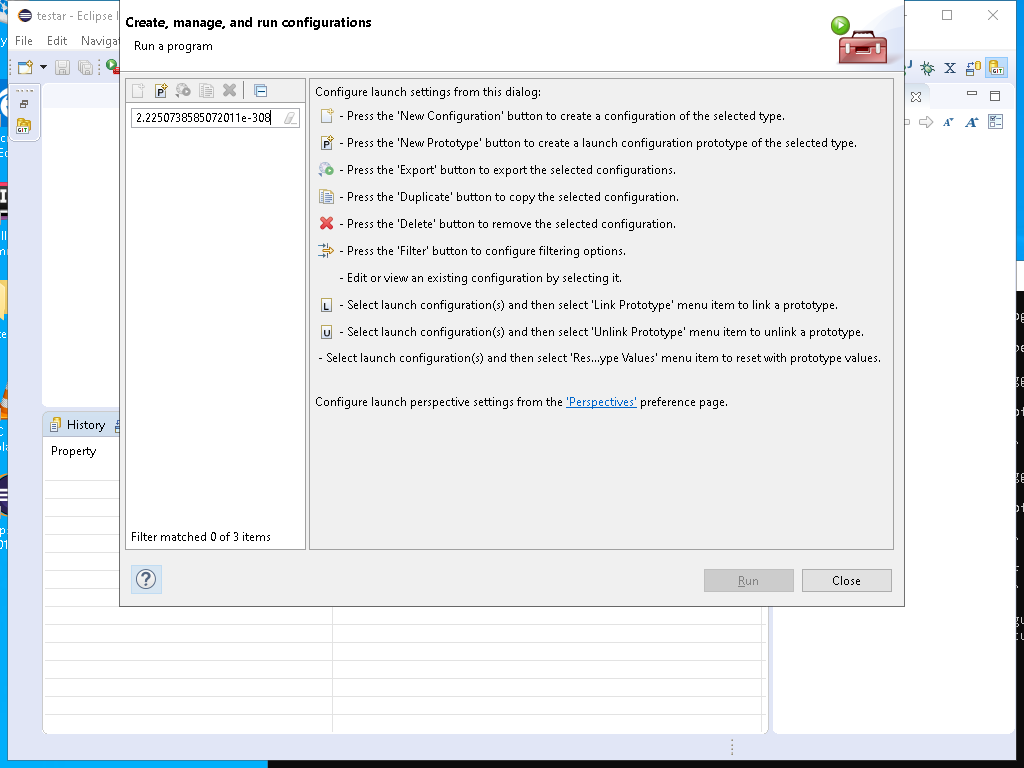 testar - Eclipse I
File Edit Naviga
Create, manage, and run configurations
Run a program
2.2250738585072011e-308
Filter matched 0 of 3 items
Configure launch settings from this dialog:
- Press the 'New Configuration' button to create a configuration of the selected type.
- Press the 'New Prototype' button to create a launch configuration prototype of the selected type.
- Press the 'Export' button to export the selected configurations.
- Press the 'Duplicate' button to copy the selected configuration.
- Press the 'Delete' button to remove the selected configuration.
- Press the 'Filter' button to configure filtering options.
- Edit or view an existing configuration by selecting it.
- Select launch configuration(s) and then select 'Link Prototype' menu item to link a prototype.
- Select launch configuration(s) and then select 'Unlink Prototype' menu item to unlink a prototype.
- Select launch configuration(s) and then select 'Res...ype Values' menu item to reset with prototype values.
Configure launch perspective settings from the 'Perspectives' preference page.
History
Property
Run
Close